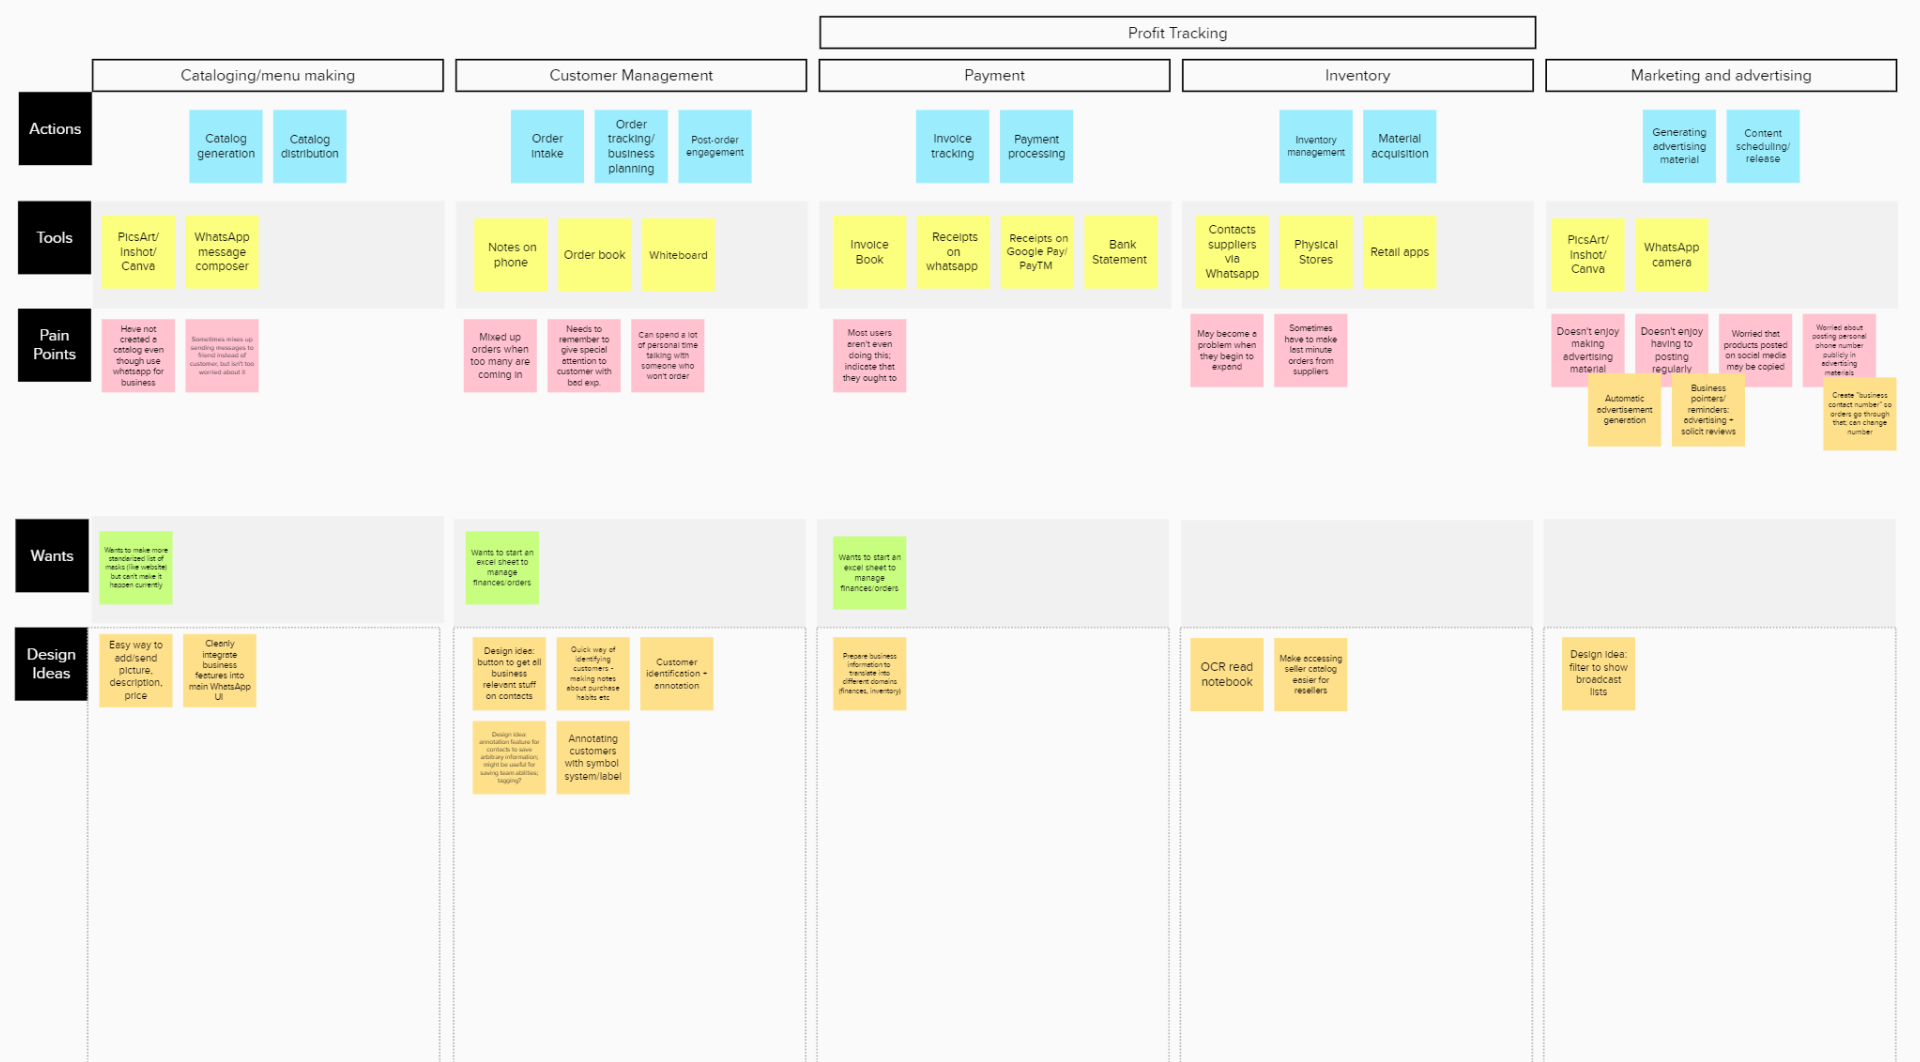 Profit Tracking
Cataloging/menu making
Customer Management
Payment
Inventory
Marketing and advertising
Actions
Catalog
generation
Catalog
distribution
Order
intake
Order
tracking/
business
planning
Post-order
engagement
Invoice
tracking
Payment
processing
Inventory
management
Material
acquisition
Generating
advertising
material
Content
scheduling/
release
Tools
PicsArt/
Inshot/
Canva
WhatsApp
message
composer
Notes on
phone
Order book
Whiteboard
Invoice
Book
Receipts
on
whatsapp
Receipts on
Google Pay/
PayTM
Bank
Statement
Contacts
suppliers
via
Whatsapp
Physical
Stores
Retail apps
PicsArt/
Inshot/
Canva
WhatsApp
camera
Pain
Points
Have not
created a
catalog even
though use
whatsapp for
business
Sometimes mixes up
sending messages to
friend instead of
customer, but isn't too
worried about it
Mixed up
orders when
too many are
coming in
Needs to
remember to
give special
attention to
customer with
bad exp.
Can spend a lot
of personal time
talking with
someone who
won't order
Most users
aren't even
doing this;
indicate that
they ought to
May become a
problem when
they begin to
expand
Sometimes
have to make
last minute
orders from
suppliers
Doesn't enjoy
making
advertising
material
Doesn't enjoy
having to
posting
regularly
Worried that
products posted
on social media
may be copied
Worried about
posting personal
phone number
publicly in
advertising
materials
Automatic
advertisement
generation
Business
pointers/
reminders:
advertising +
solicit reviews
Create "business
contact number" so
orders go through
that; can change
number
Wants
Wants to make more
standarized list of
masks (like website)
but can't make it
happen currently
Wants to start an
excel sheet to
manage
finances/orders
Wants to start an
excel sheet to
manage
finances/orders
Design
Ideas
Easy way to
add/send
picture,
description,
price
Cleanly
integrate
business
features into
main WhatsApp
UI
Design idea:
button to get all
business
relevant stuff
on contacts
Quick way of
identifying
customers -
making notes
about purchase
habits etc
Customer
identification +
annotation
Prepare business
information to
translate into
different domains
(finances, inventory)
OCR read
notebook
Make accessing
seller catalog
easier for
resellers
Design idea:
filter to show
broadcast
lists
Design idea:
annotation feature for
contacts to save
arbitrary information;
might be useful for
saving team abilities;
tagging?
Annotating
customers
with symbol
system/label